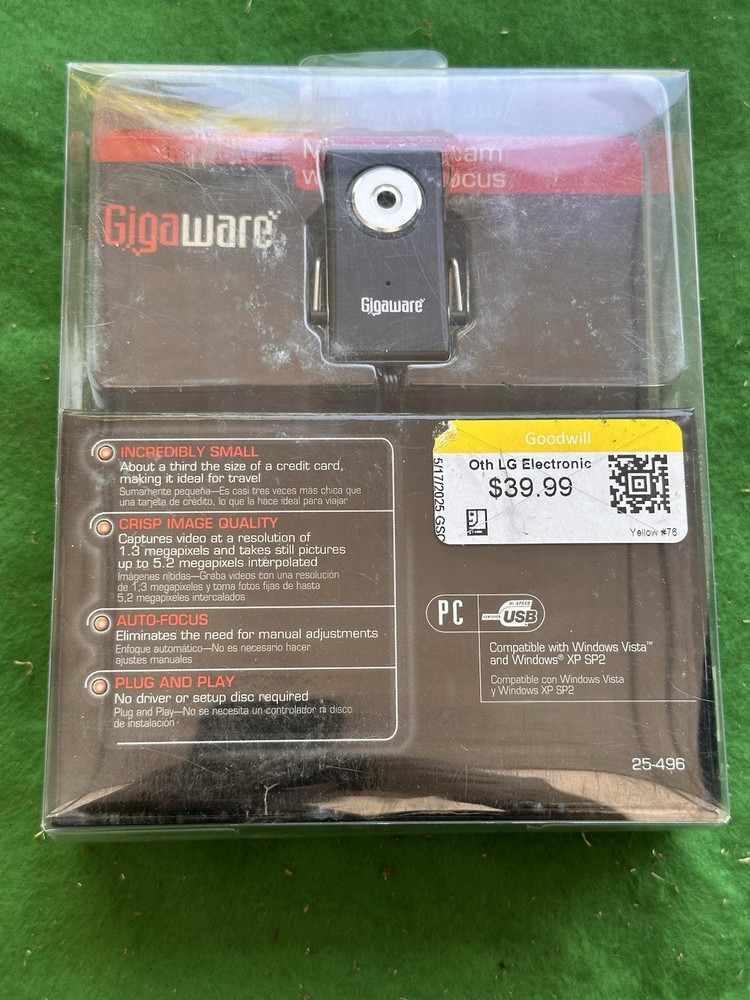 Gigaware
Gigaware
INCREDIBLY SMALL
About a third the size of a credit card,
making it ideal for travel
Sumamente pequeña—Es casi tres veces más chica que
una tarjeta de crédito, lo que la hace ideal para viajar
CRISP IMAGE QUALITY
Captures video at a resolution of
1.3 megapixels and takes still pictures
up to 5.2 megapixels interpolated
Imágenes nítidas—Graba videos con una resolución
de 1,3 megapixeles y toma fotos fijas de hasta
5,2 megapixeles intercalados
AUTO-FOCUS
Eliminates the need for manual adjustments
Enfoque automático—No es necesario hacer
ajustes manuales
PLUG AND PLAY
No driver or setup disc required
Plug and Play—No se necesita un controlador ni disco
de instalación
Goodwill
Oth LG Electronic
$39.99
5/17/2025 GSC
Yellow #76
PC
HI-SPEED
CERTIFIED USB
Compatible with Windows Vista™
and Windows® XP SP2
Compatible con Windows Vista
y Windows XP SP2
25-496